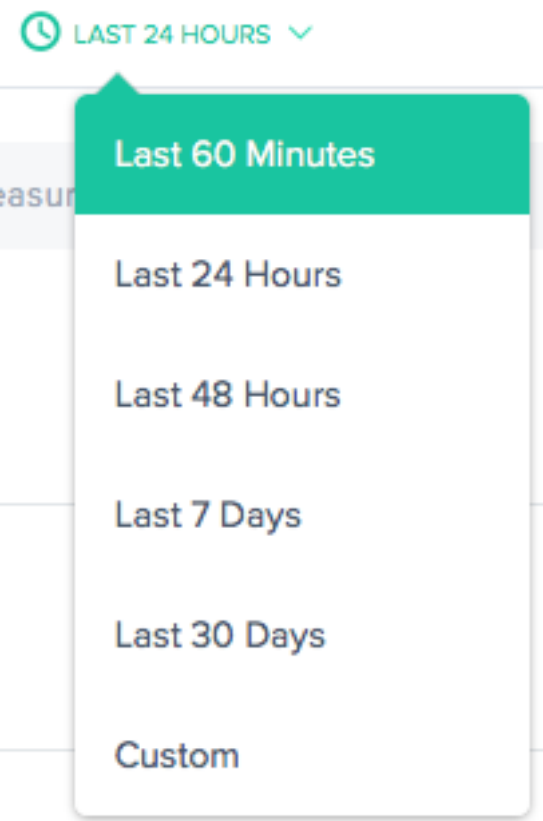 LAST 24 HOURS
Last 60 Minutes
Last 24 Hours
Last 48 Hours
Last 7 Days
Last 30 Days
Custom